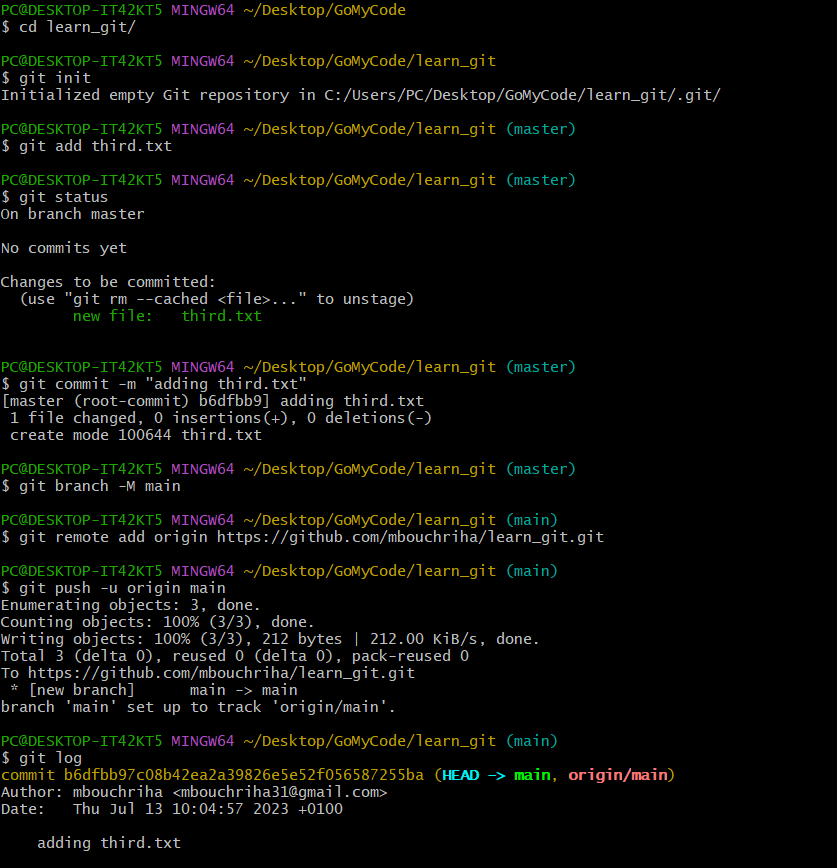 PC@DESKTOP-IT42KT5 MINGW64 ~/Desktop/GoMyCode
$ cd learn_git/
PC@DESKTOP-IT42KT5 MINGW64 ~/Desktop/GoMyCode/learn_git
$ git init
Initialized empty Git repository in C:/Users/PC/Desktop/GoMyCode/learn_git/.git/
PC@DESKTOP-IT42KT5 MINGW64 ~/Desktop/GoMyCode/learn_git (master)
$ git add third.txt
PC@DESKTOP-IT42KT5 MINGW64 ~/Desktop/GoMyCode/learn_git (master)
$ git status
On branch master
No commits yet
Changes to be committed:
  (use "git rm --cached <file>..." to unstage)
        new file:   third.txt
PC@DESKTOP-IT42KT5 MINGW64 ~/Desktop/GoMyCode/learn_git (master)
$ git commit -m "adding third.txt"
[master (root-commit) b6dfbb9] adding third.txt
 1 file changed, 0 insertions(+), 0 deletions(-)
 create mode 100644 third.txt
PC@DESKTOP-IT42KT5 MINGW64 ~/Desktop/GoMyCode/learn_git (master)
$ git branch -M main
PC@DESKTOP-IT42KT5 MINGW64 ~/Desktop/GoMyCode/learn_git (main)
$ git remote add origin https://github.com/mbouchriha/learn_git.git
PC@DESKTOP-IT42KT5 MINGW64 ~/Desktop/GoMyCode/learn_git (main)
$ git push -u origin main
Enumerating objects: 3, done.
Counting objects: 100% (3/3), done.
Writing objects: 100% (3/3), 212 bytes | 212.00 KiB/s, done.
Total 3 (delta 0), reused 0 (delta 0), pack-reused 0
To https://github.com/mbouchriha/learn_git.git
 * [new branch]      main -> main
branch 'main' set up to track 'origin/main'.
PC@DESKTOP-IT42KT5 MINGW64 ~/Desktop/GoMyCode/learn_git (main)
$ git log
commit b6dfbb97c08b42ea2a39826e5e52f056587255ba (HEAD -> main, origin/main)
Author: mbouchriha <mbouchriha31@gmail.com>
Date:   Thu Jul 13 10:04:57 2023 +0100
    adding third.txt